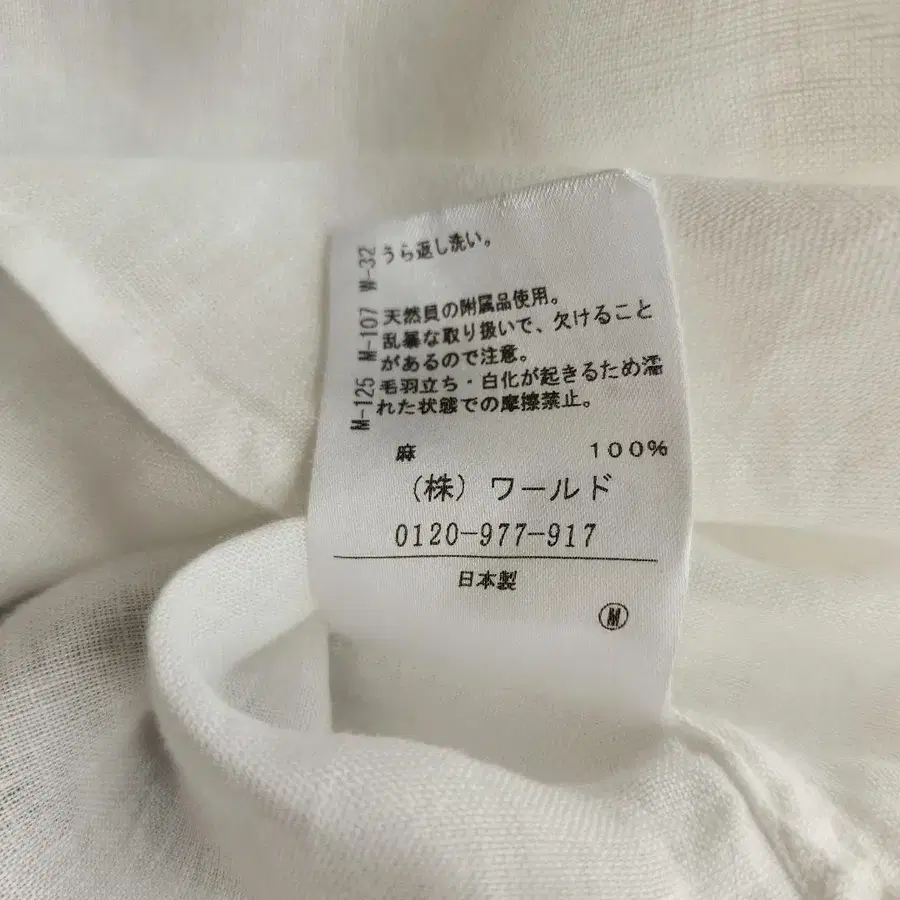 W-32
うら返し洗い。
M-107
天然貝の附属品使用。
乱暴な取り扱いで、欠けること
があるので注意。
M-125
毛羽立ち・白化が起きるため濡
れた状態での摩擦禁止。
麻 100%
（株）ワールド
0120-977-917
日本製
M